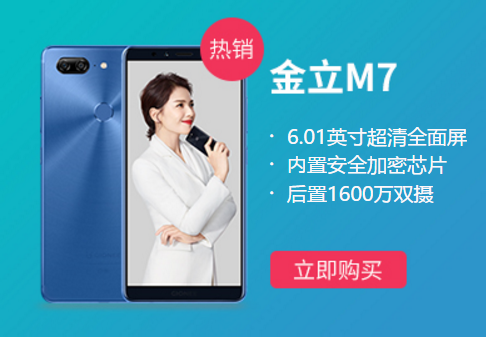 热销
金立M7
· 6.01英寸超清全面屏
· 内置安全加密芯片
· 后置1600万双摄
立即购买